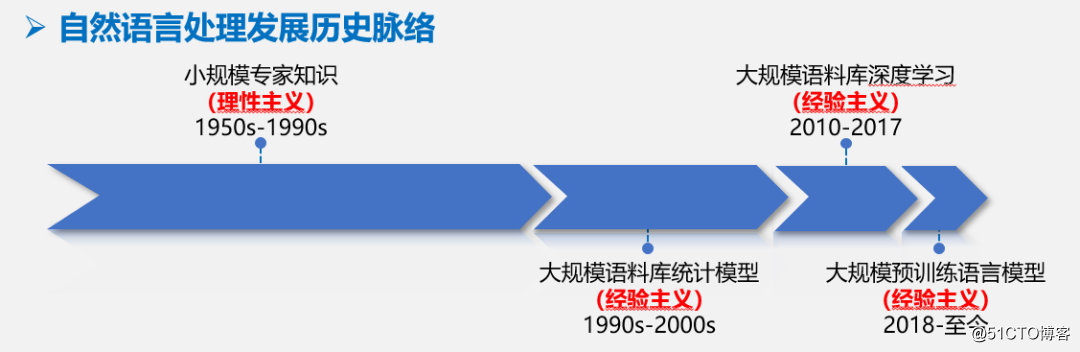 自然语言处理发展历史脉络
小规模专家知识
（理性主义）
1950s-1990s
大规模语料库深度学习
（经验主义）
2010-2017
大规模语料库统计模型
（经验主义）
1990s-2000s
大规模预训练语言模型
（经验主义）
2018-至今
@51CTO博客